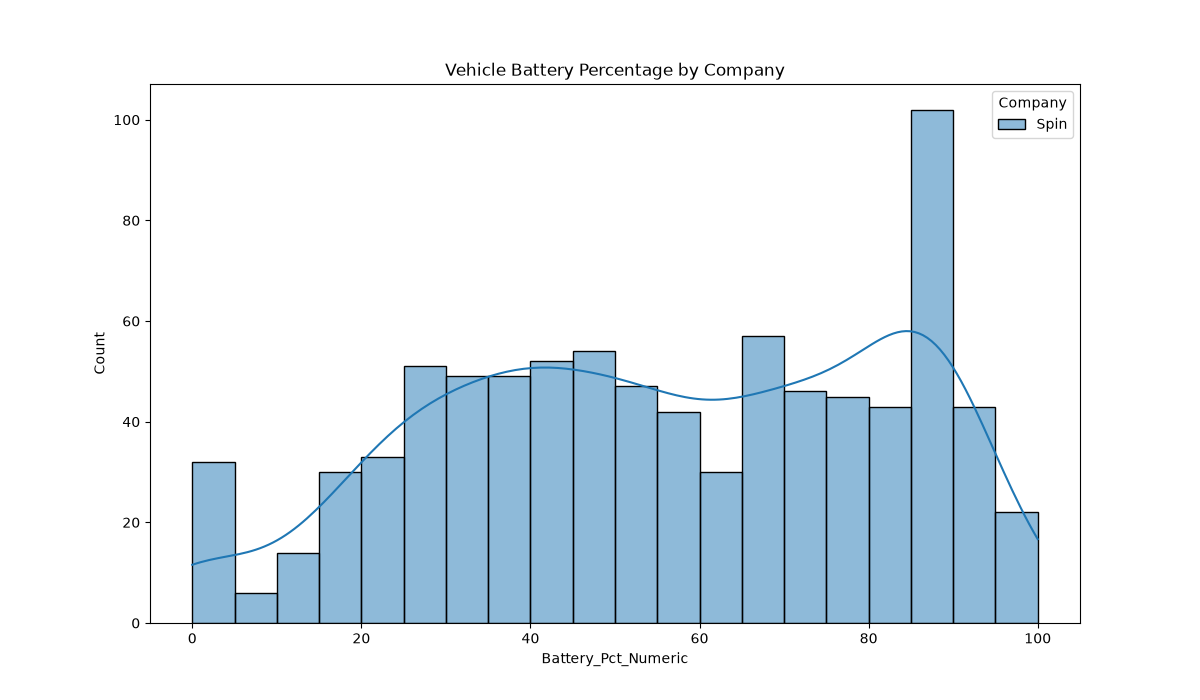 Vehicle Battery Percentage by Company
Company
Spin
100
80
60
40
20
0
Count
0 20 40 60 80 100
Battery_Pct_Numeric